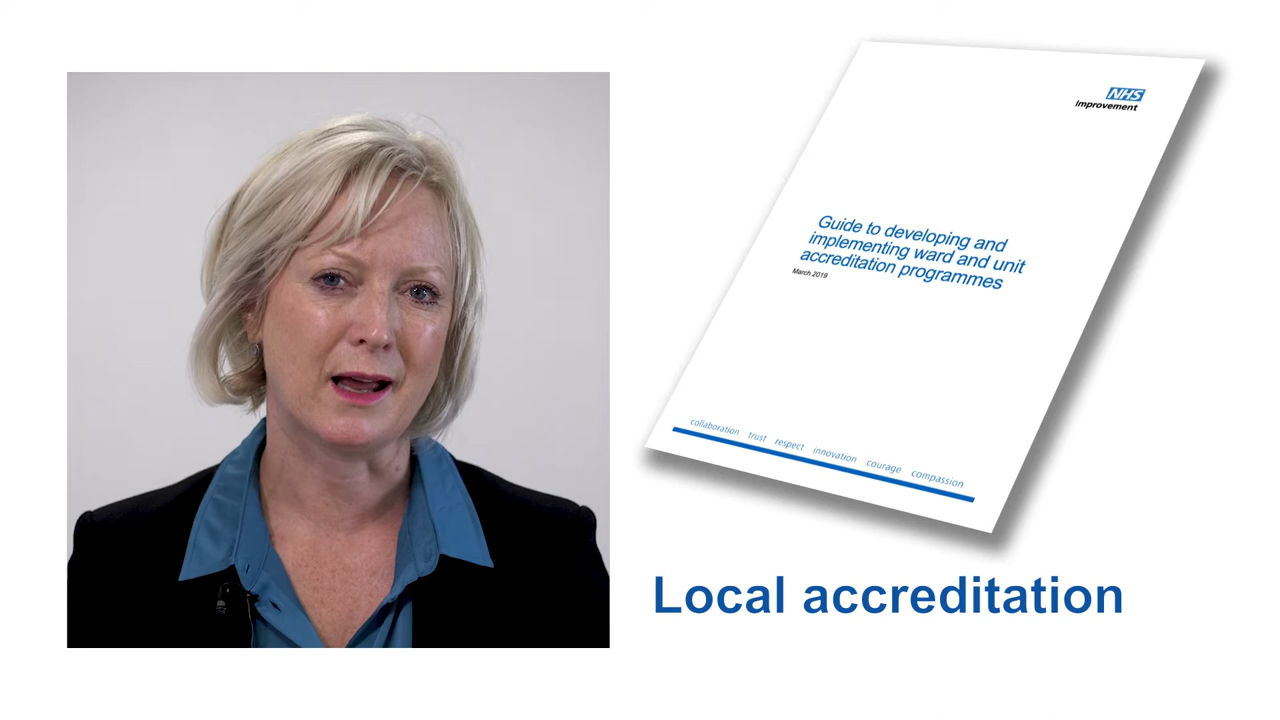 NHS
Improvement
Guide to developing and
implementing ward and unit
accreditation programmes
March 2019
collaboration trust respect innovation courage compassion
Local accreditation